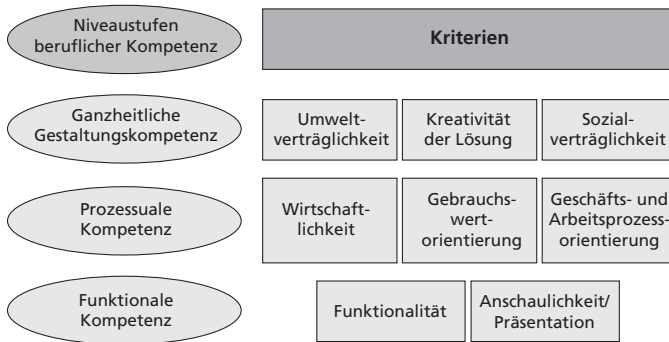 Niveaustufen
beruflicher Kompetenz
Kriterien
Ganzheitliche
Gestaltungskompetenz
Umwelt-
verträglichkeit
Kreativität
der Lösung
Sozial-
verträglichkeit
Prozessuale
Kompetenz
Wirtschaft-
lichkeit
Gebrauchs-
wert-
orientierung
Geschäfts- und
Arbeitsprozess-
orientierung
Funktionale
Kompetenz
Funktionalität
Anschaulichkeit/
Präsentation